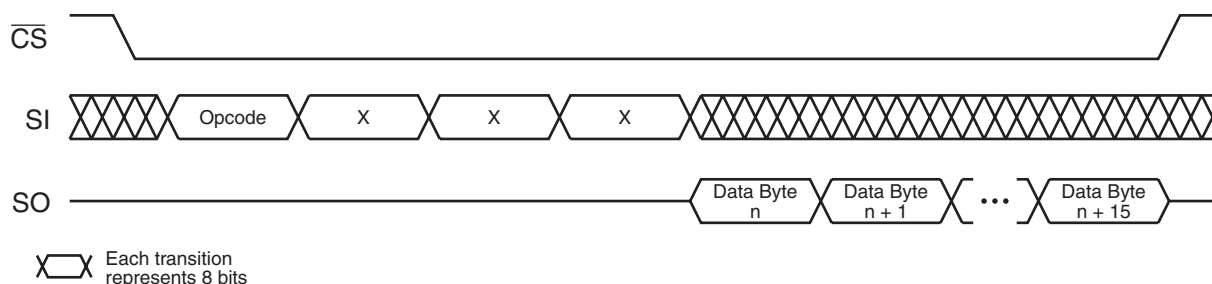 CS
SI
Opcode
X
X
X
SO
Data Byte
n
Data Byte
n + 1
•••
Data Byte
n + 15
Each transition
represents 8 bits